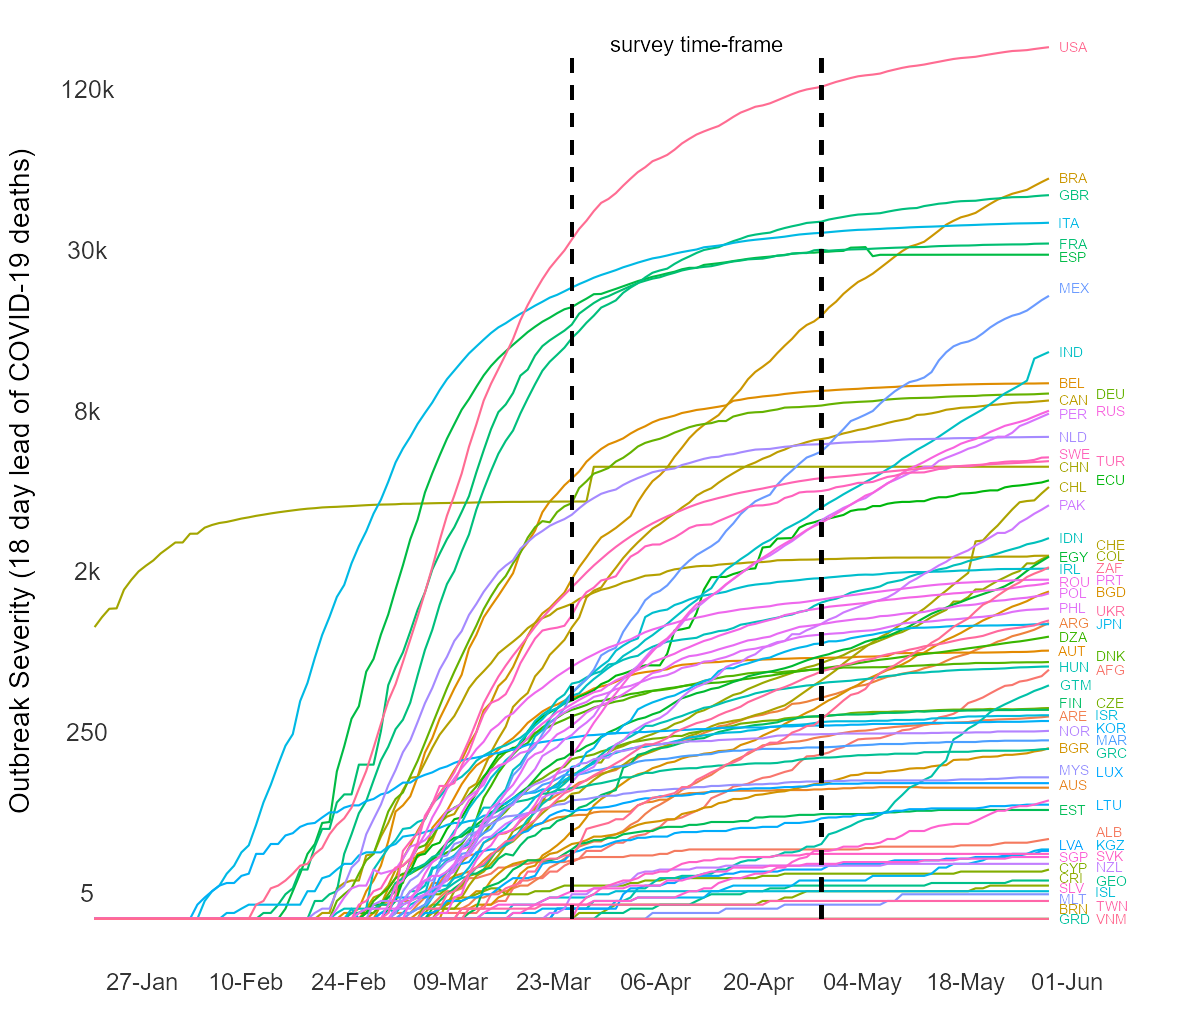 survey time-frame
Outbreak Severity (18 day lead of COVID-19 deaths)
120k
30k
8k
2k
250
5
27-Jan
10-Feb
24-Feb
09-Mar
23-Mar
06-Apr
20-Apr
04-May
18-May
01-Jun
USA
BRA
GBR
ITA
FRA
ESP
MEX
IND
BEL
DEU
CAN
RUS
PER
NLD
SWE
TUR
CHN
ECU
CHL
PAK
IDN
CHE
EGY COL
IRL ZAF
ROU PRT
POL BGD
PHL UKR
ARG JPN
DZA
AUT DNK
HUN AFG
GTM
FIN CZE
ARE ISR
NOR KOR
MAR
BGR GRC
MYS LUX
AUS
EST LTU
ALB
LVA KGZ
SGP SVK
CYP NZL
CRI GEO
SLV ISL
MLT
BRN TWN
GRD VNM